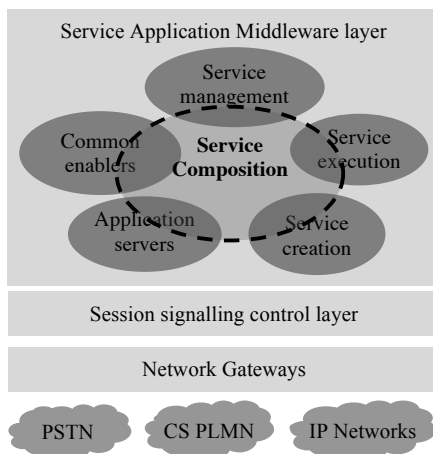 Service Application Middleware layer
Service
management
Common
enablers
Service
Composition
Service
execution
Application
servers
Service
creation
Session signalling control layer
Network Gateways
PSTN
CS PLMN
IP Networks